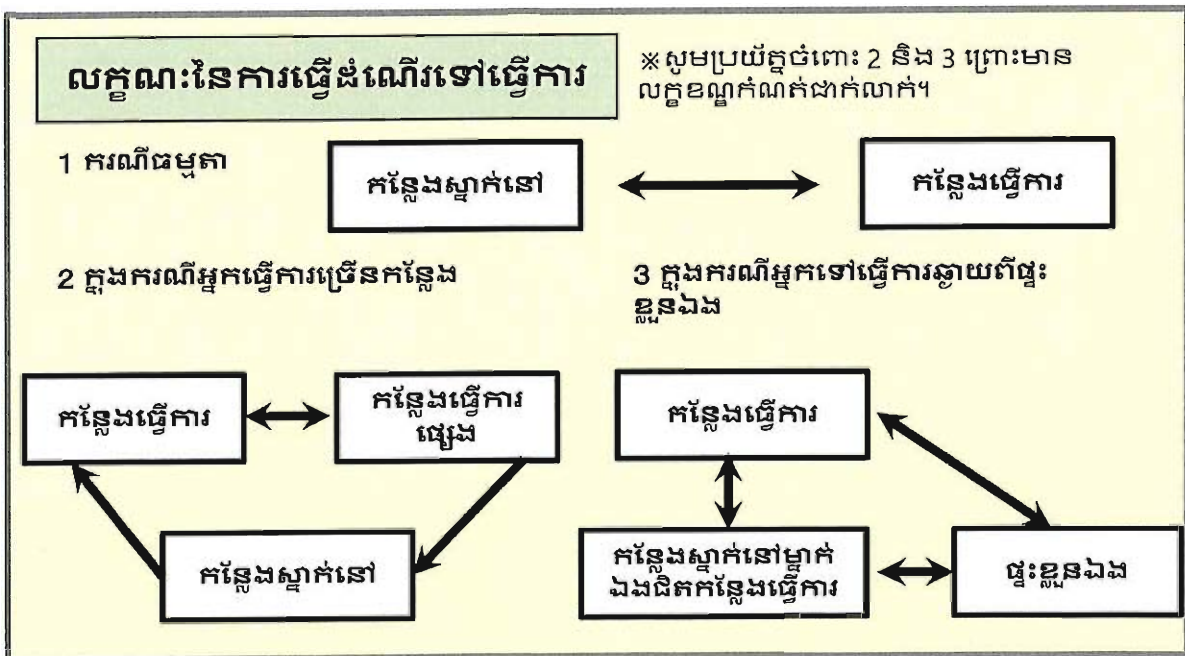 លក្ខណៈនៃការធ្វើដំណើរទៅធ្វើការ
※សូមប្រយ័ត្នចំពោះ 2 និង 3 ព្រោះមាន
លក្ខខណ្ឌកំណត់ជាក់លាក់។
1 ករណីធម្មតា
កន្លែងស្នាក់នៅ
កន្លែងធ្វើការ
2 ក្នុងករណីអ្នកធ្វើការច្រើនកន្លែង
កន្លែងធ្វើការ
កន្លែងធ្វើការ
ផ្សេង
កន្លែងស្នាក់នៅ
3 ក្នុងករណីអ្នកទៅធ្វើការឆ្ងាយពីផ្ទះ
ខ្លួនឯង
កន្លែងធ្វើការ
កន្លែងស្នាក់នៅម្នាក់
ឯងជិតកន្លែងធ្វើការ
ផ្ទះខ្លួនឯង